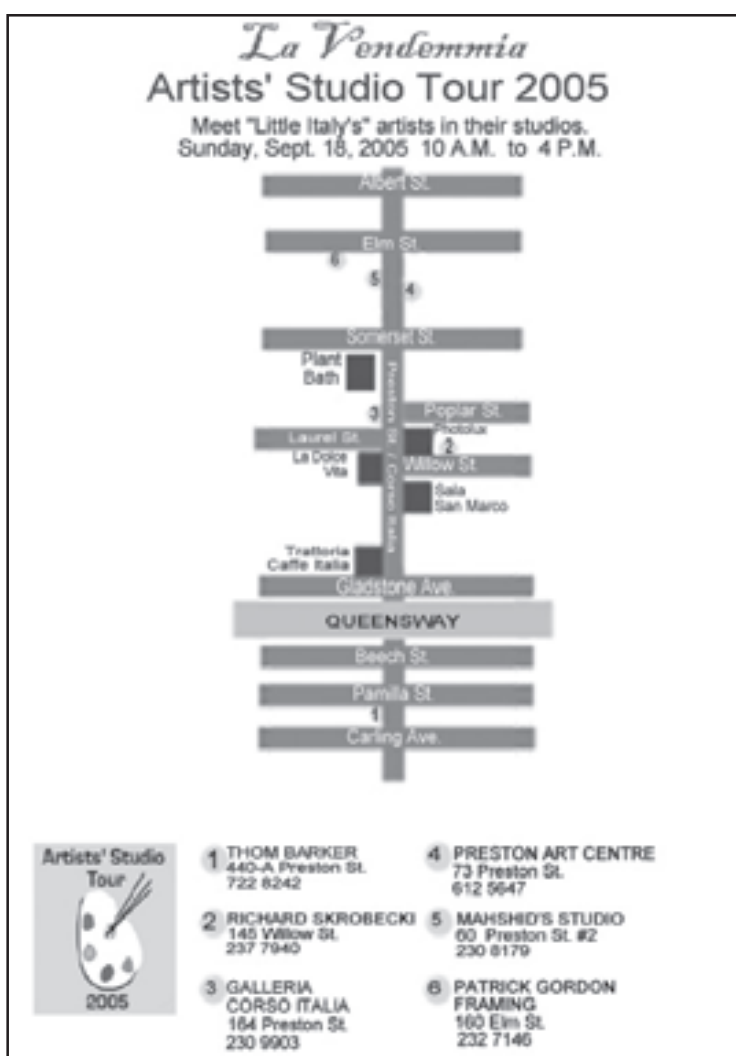 La Vendemmia
Artists' Studio Tour 2005
Meet "Little Italy's" artists in their studios.
Sunday, Sept. 18, 2005 10 A.M. to 4 P.M.
Albert St.
Elm St.
6
5
4
Somerset St.
Plant
Bath
Preston St. / Corso Italia
3
Poplar St.
Laurel St.
Photolux
2
La Dolce
Vita
Willow St.
Sala
San Marco
Trattoria
Caffe Italia
Gladstone Ave.
QUEENSWAY
Beech St.
Pamilla St.
1
Carling Ave.
Artists' Studio
Tour
2005
1 THOM BARKER
440-A Preston St.
722 8242
2 RICHARD SKROBECKI
145 Willow St.
237 7940
3 GALLERIA
CORSO ITALIA
164 Preston St.
230 9903
4 PRESTON ART CENTRE
73 Preston St.
612 5647
5 MAHSHID'S STUDIO
60 Preston St. #2
230 8179
6 PATRICK GORDON
FRAMING
160 Elm St.
232 7146